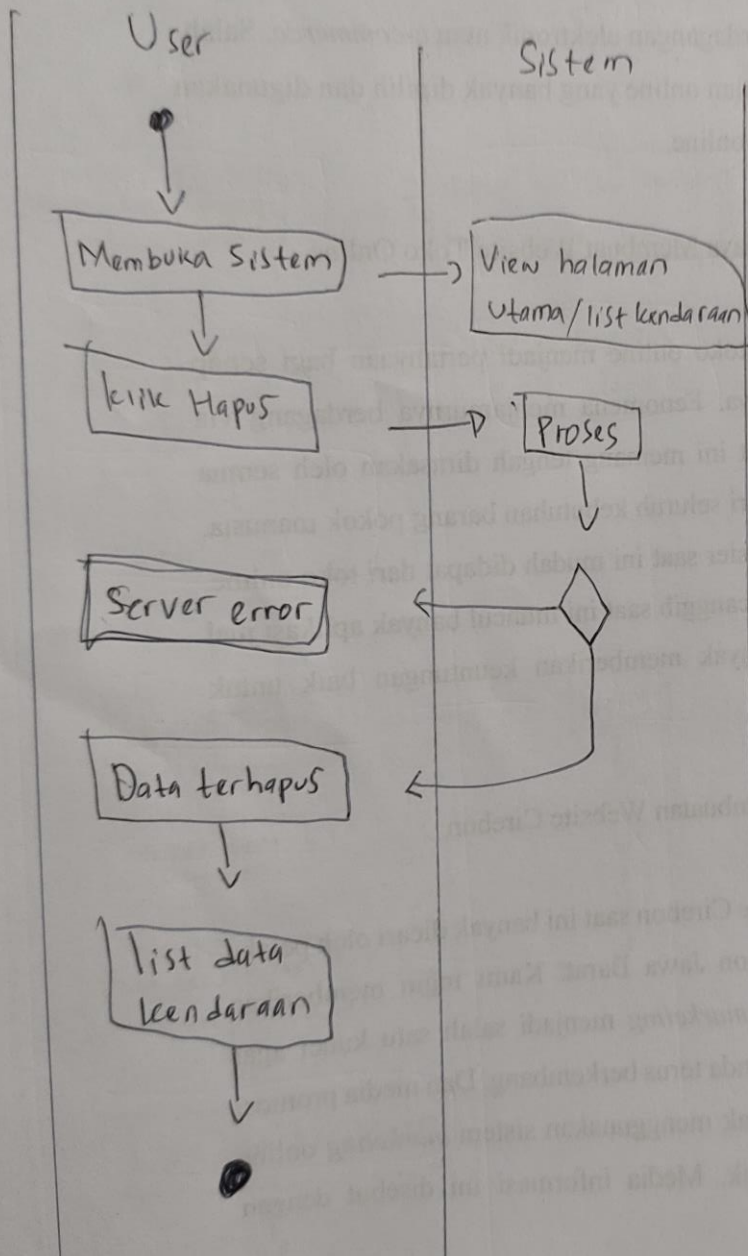 User
Sistem
Membuka Sistem
View halaman
Utama/list kendaraan
Klik Hapus
Proses
Server error
Data terhapus
list data
kendaraan